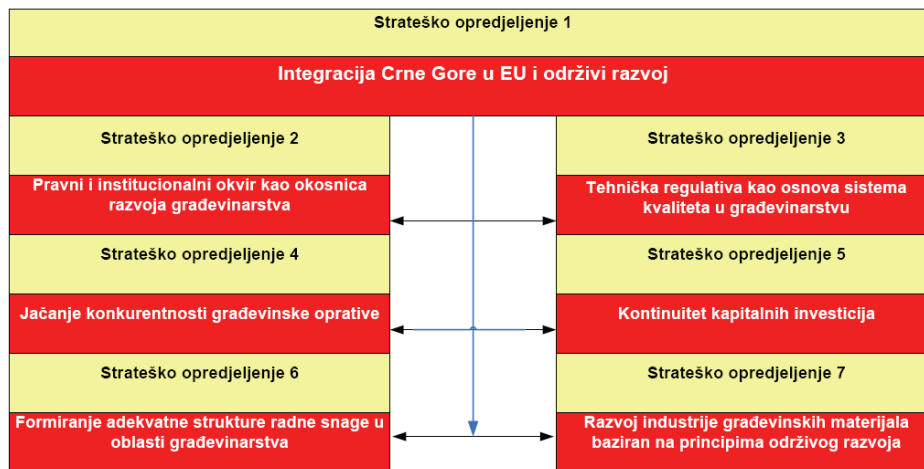 Strateško opredjeljenje 1
Integracija Crne Gore u EU i održivi razvoj
Strateško opredjeljenje 2
Pravni i institucionalni okvir kao okosnica
razvoja građevinarstva
Strateško opredjeljenje 3
Tehnička regulativa kao osnova sistema
kvaliteta u građevinarstvu
Strateško opredjeljenje 4
Jačanje konkurentnosti građevinske oprative
Strateško opredjeljenje 5
Kontinuitet kapitalnih investicija
Strateško opredjeljenje 6
Formiranje adekvatne strukture radne snage u
oblasti građevinarstva
Strateško opredjeljenje 7
Razvoj industrije građevinskih materijala
baziran na principima održivog razvoja